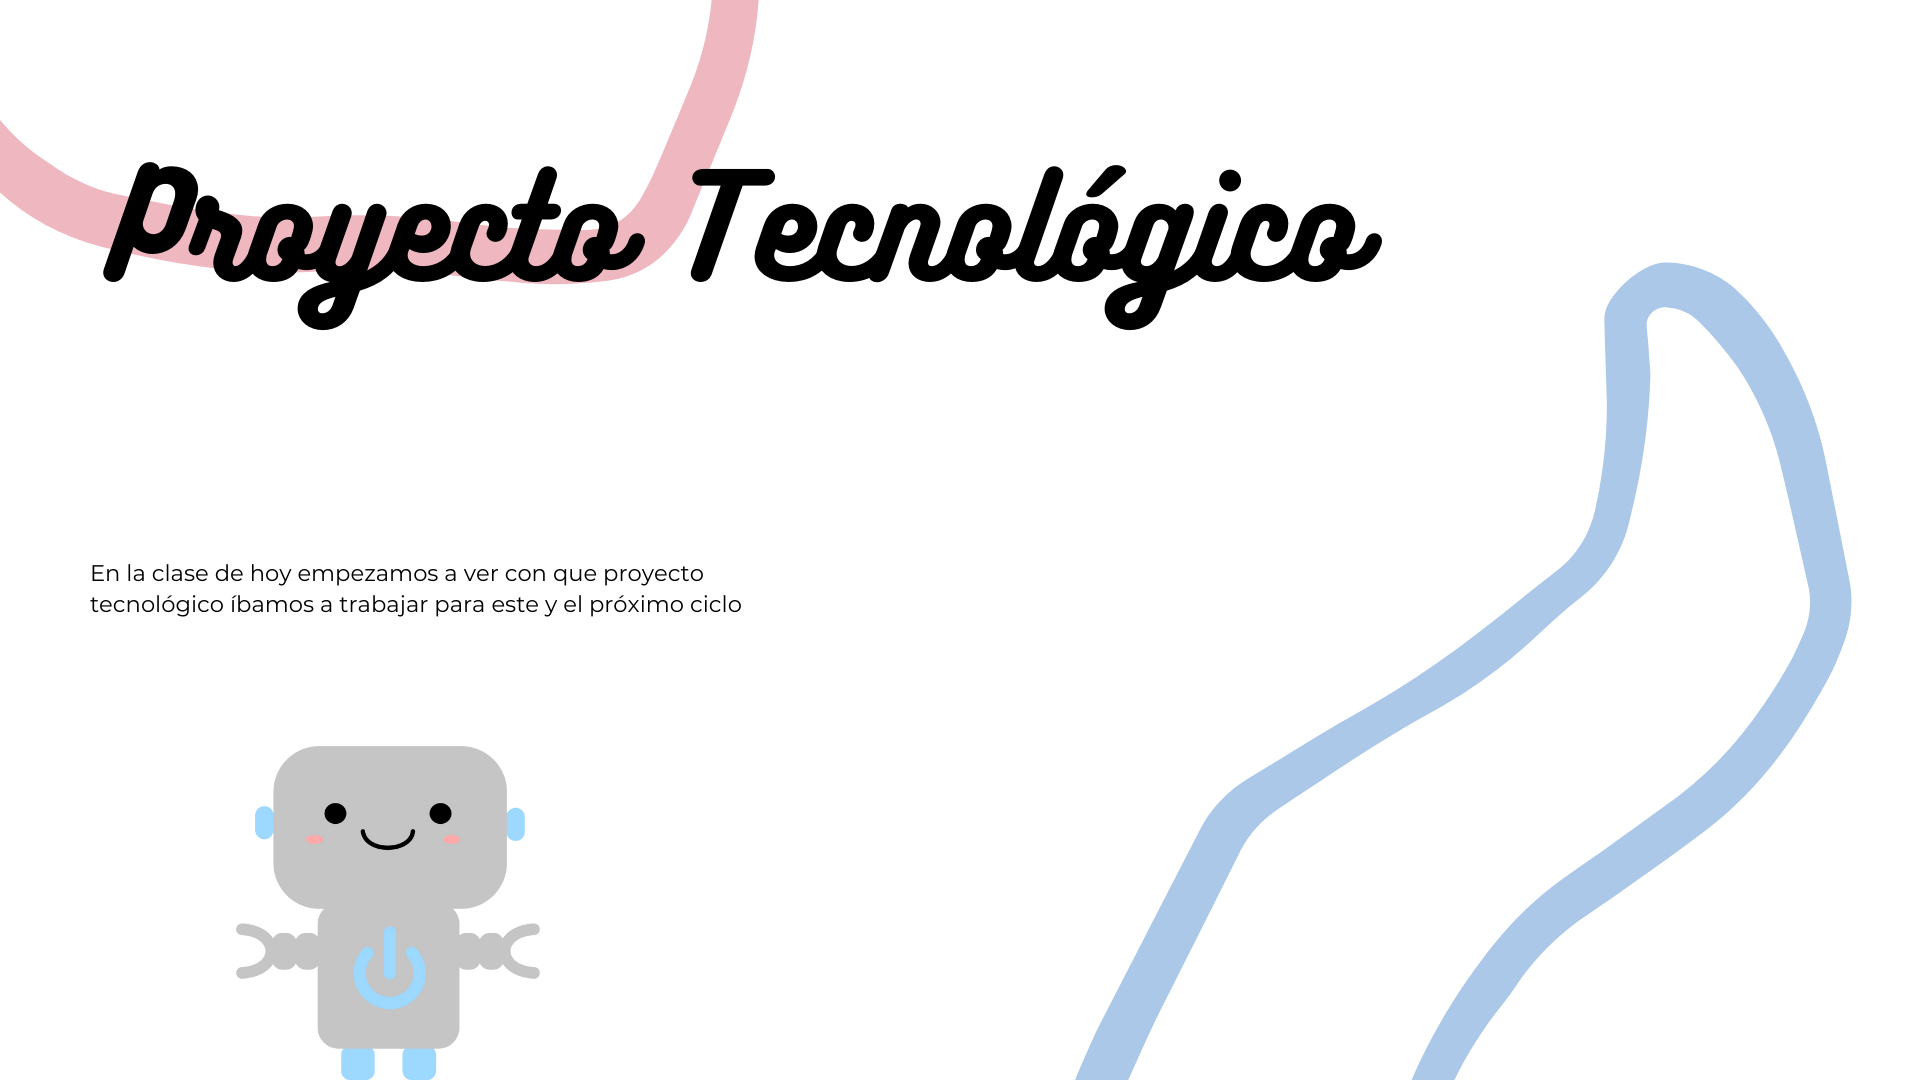 Proyecto Tecnológico
En la clase de hoy empezamos a ver con que proyecto
tecnológico íbamos a trabajar para este y el próximo ciclo